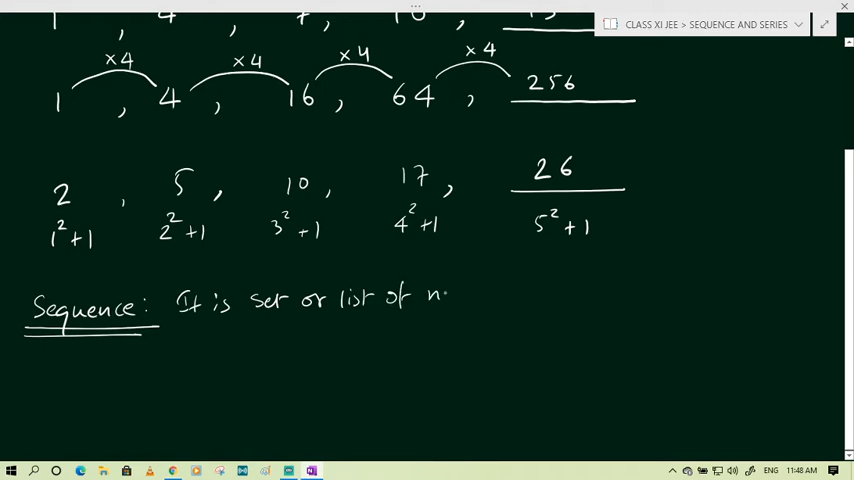 CLASS XI JEE > SEQUENCE AND SERIES
×4 ×4 ×4 ×4
1 , 4 , 16 , 64 , 256
2 , 5 , 10 , 17 , 26
1²+1 2²+1 3²+1 4²+1 5²+1
Sequence: It is set or list of n
ENG 11:48 AM